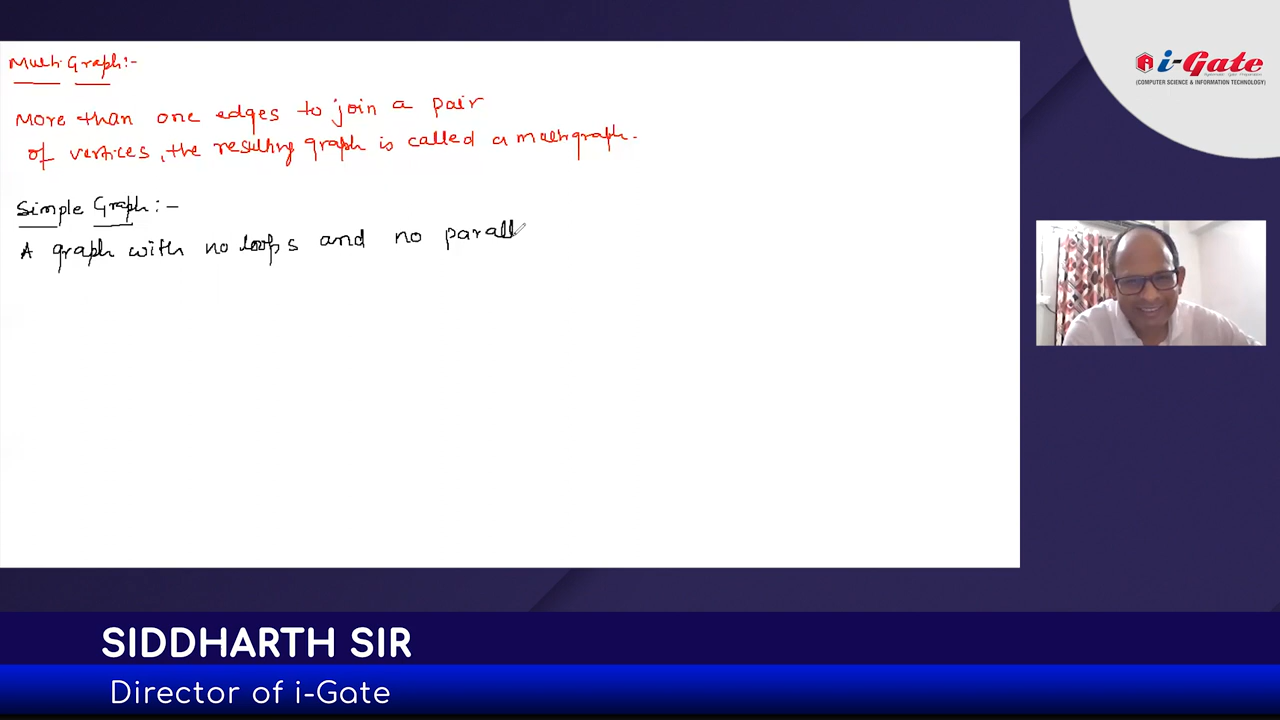 Multi Graph:-
More than one edges to join a pair
of vertices, the resulting graph is called a multigraph.
Simple Graph:-
A graph with no loops and no parall
i-Gate
(COMPUTER SCIENCE & INFORMATION TECHNOLOGY)
SIDDHARTH SIR
Director of i-Gate